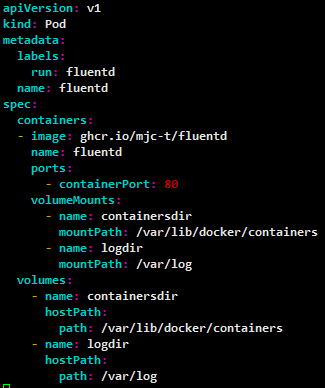 apiVersion: v1
kind: Pod
metadata:
  labels:
    run: fluentd
  name: fluentd
spec:
  containers:
  - image: ghcr.io/mjc-t/fluentd
    name: fluentd
    ports:
      - containerPort: 80
    volumeMounts:
      - name: containersdir
        mountPath: /var/lib/docker/containers
      - name: logdir
        mountPath: /var/log
  volumes:
    - name: containersdir
      hostPath:
        path: /var/lib/docker/containers
    - name: logdir
      hostPath:
        path: /var/log